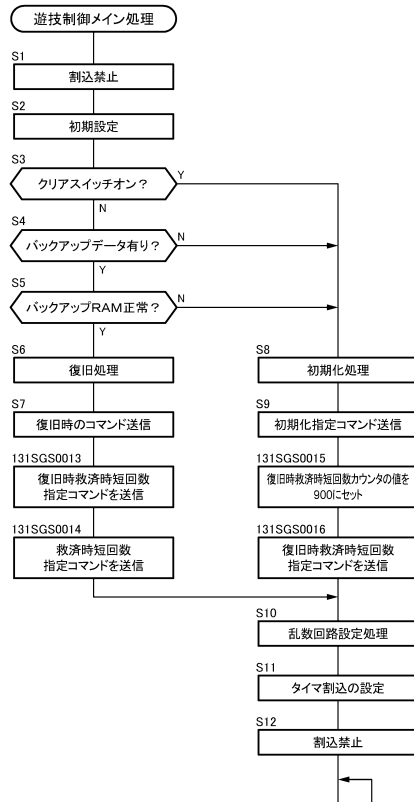 遊技制御メイン処理
S1
割込禁止
S2
初期設定
S3
クリアスイッチオン？
Y
N
S4
バックアップデータ有り？
N
Y
S5
バックアップRAM正常？
N
Y
S6
復旧処理
S7
復旧時のコマンド送信
131SGS0013
復旧時救済時短回数
指定コマンドを送信
131SGS0014
救済時短回数
指定コマンドを送信
S8
初期化処理
S9
初期化指定コマンド送信
131SGS0015
復旧時救済時短回数カウンタの値を
900にセット
131SGS0016
復旧時救済時短回数
指定コマンドを送信
S10
乱数回路設定処理
S11
タイマ割込の設定
S12
割込禁止